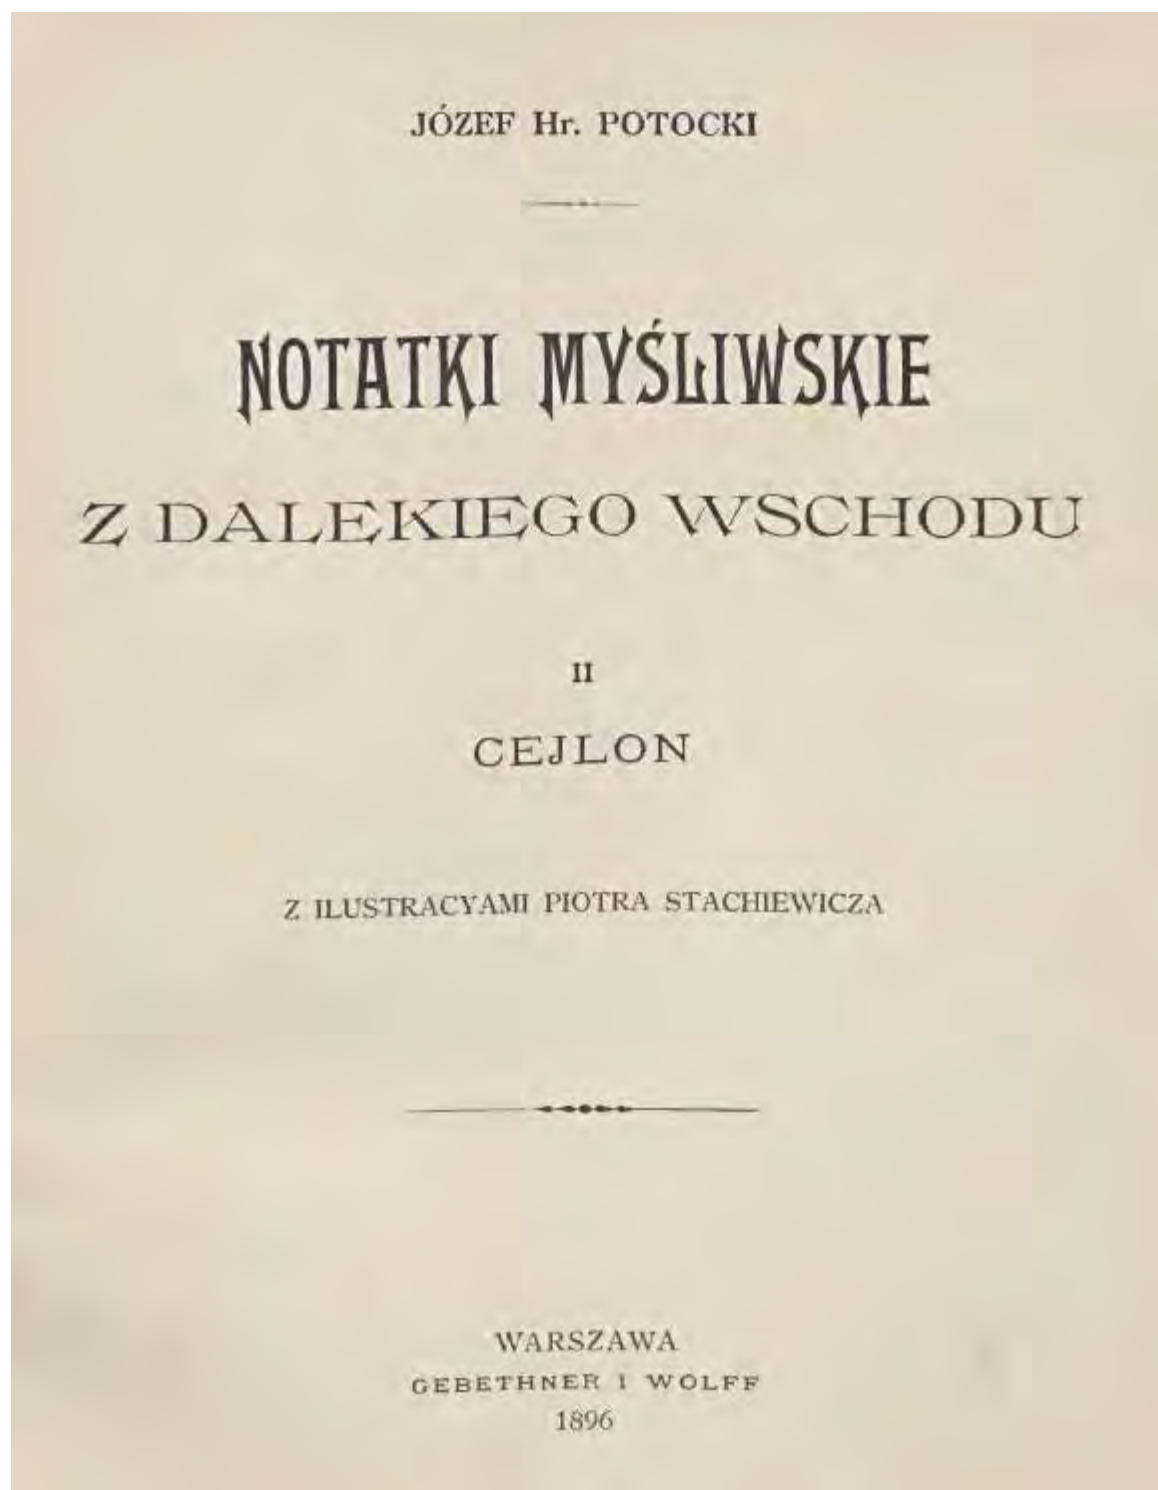 JÓZEF Hr. POTOCKI
NOTATKI MYŚLIWSKIE
Z DALEKIEGO WSCHODU
II
CEJLON
Z ILUSTRACYAMI PIOTRA STACHIEWICZA
WARSZAWA
GEBETHNER I WOLFF
1896